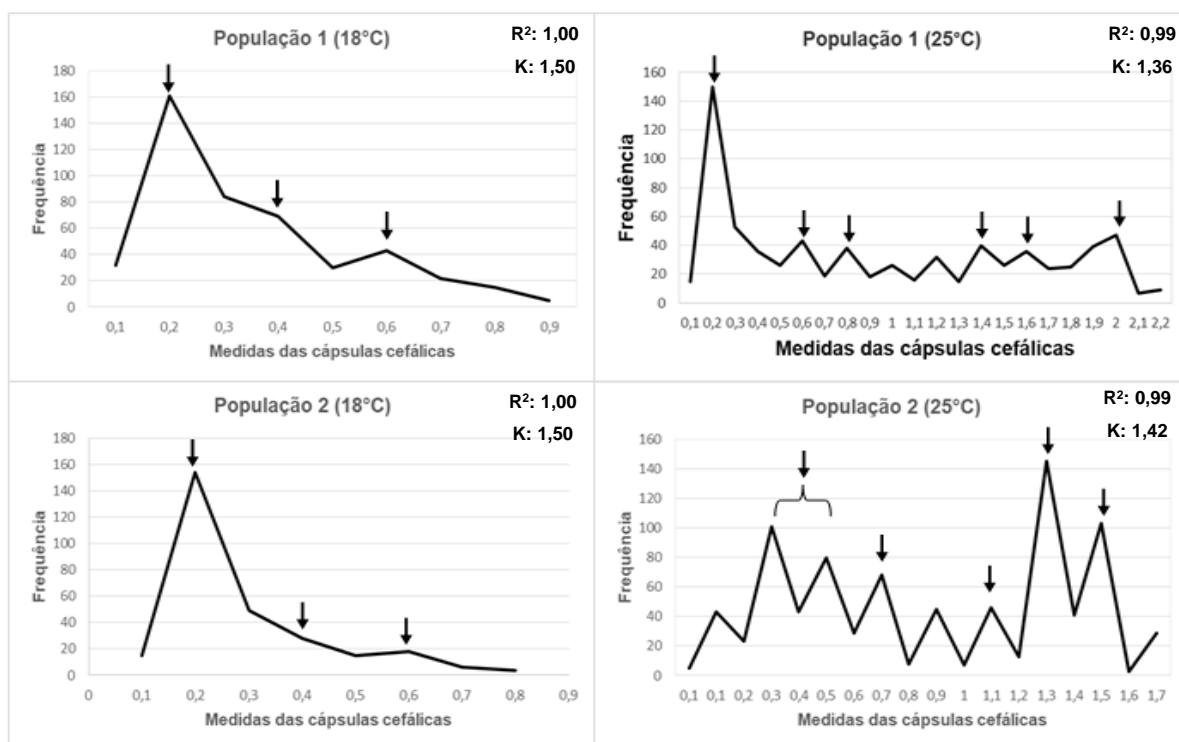 População 1 (18°C)
R²: 1,00
K: 1,50
180
160
140
120
100
80
60
40
20
0
Frequência
0,1 0,2 0,3 0,4 0,5 0,6 0,7 0,8 0,9
Medidas das cápsulas cefálicas
População 1 (25°C)
R²: 0,99
K: 1,36
160
140
120
100
80
60
40
20
0
Frequência
0,1 0,2 0,3 0,4 0,5 0,6 0,7 0,8 0,9 1 1,1 1,2 1,3 1,4 1,5 1,6 1,7 1,8 1,9 2 2,1 2,2
Medidas das cápsulas cefálicas
População 2 (18°C)
R²: 1,00
K: 1,50
180
160
140
120
100
80
60
40
20
0
Frequência
0 0,1 0,2 0,3 0,4 0,5 0,6 0,7 0,8 0,9
Medidas das cápsulas cefálicas
População 2 (25°C)
R²: 0,99
K: 1,42
160
140
120
100
80
60
40
20
0
Frequência
0,1 0,1 0,2 0,3 0,4 0,5 0,6 0,7 0,8 0,9 1 1,1 1,2 1,3 1,4 1,5 1,6 1,7
Medidas das cápsulas cefálicas